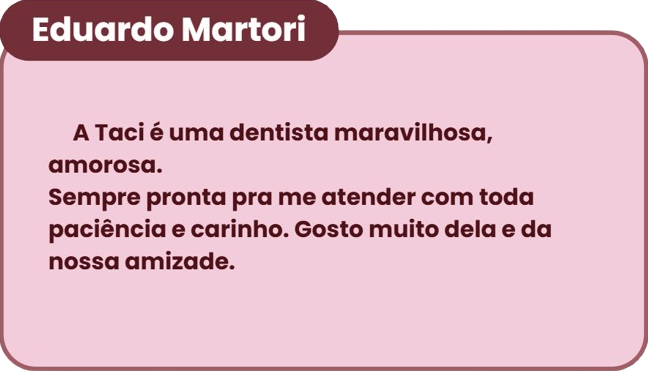 Eduardo Martori
A Taci é uma dentista maravilhosa,
amorosa.
Sempre pronta pra me atender com toda
paciência e carinho. Gosto muito dela e da
nossa amizade.